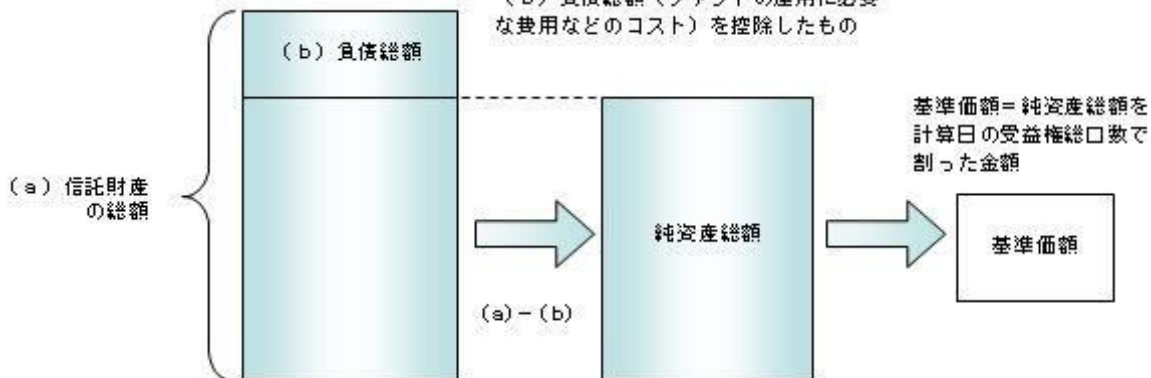 な費用などのコスト）を控除したもの
（b）負債総額
基準価額＝純資産総額を
計算日の受益権総口数で
割った金額
（a）信託財産
の総額
純資産総額
基準価額
(a)－(b)